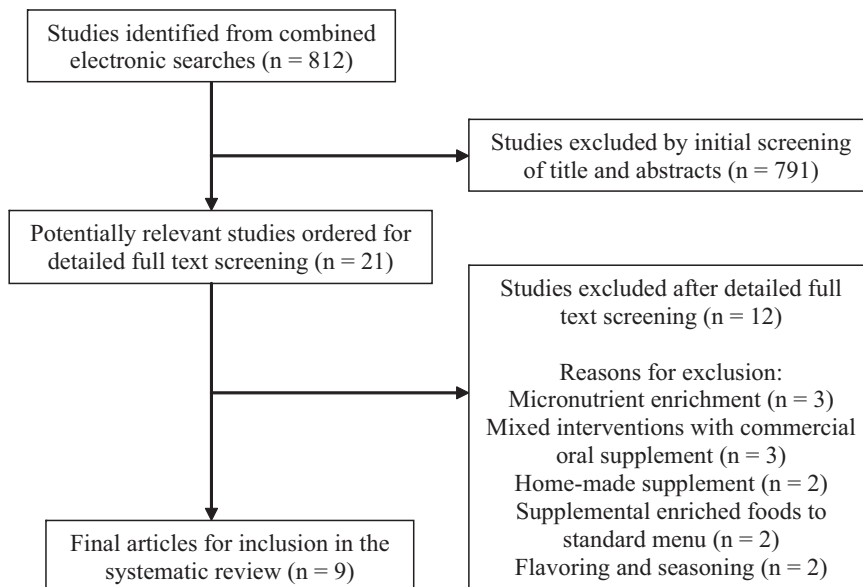 Studies identified from combined
electronic searches (n = 812)
Studies excluded by initial screening
of title and abstracts (n = 791)
Potentially relevant studies ordered for
detailed full text screening (n = 21)
Studies excluded after detailed full
text screening (n = 12)
Reasons for exclusion:
Micronutrient enrichment (n = 3)
Mixed interventions with commercial
oral supplement (n = 3)
Home-made supplement (n = 2)
Supplemental enriched foods to
standard menu (n = 2)
Flavoring and seasoning (n = 2)
Final articles for inclusion in the
systematic review (n = 9)